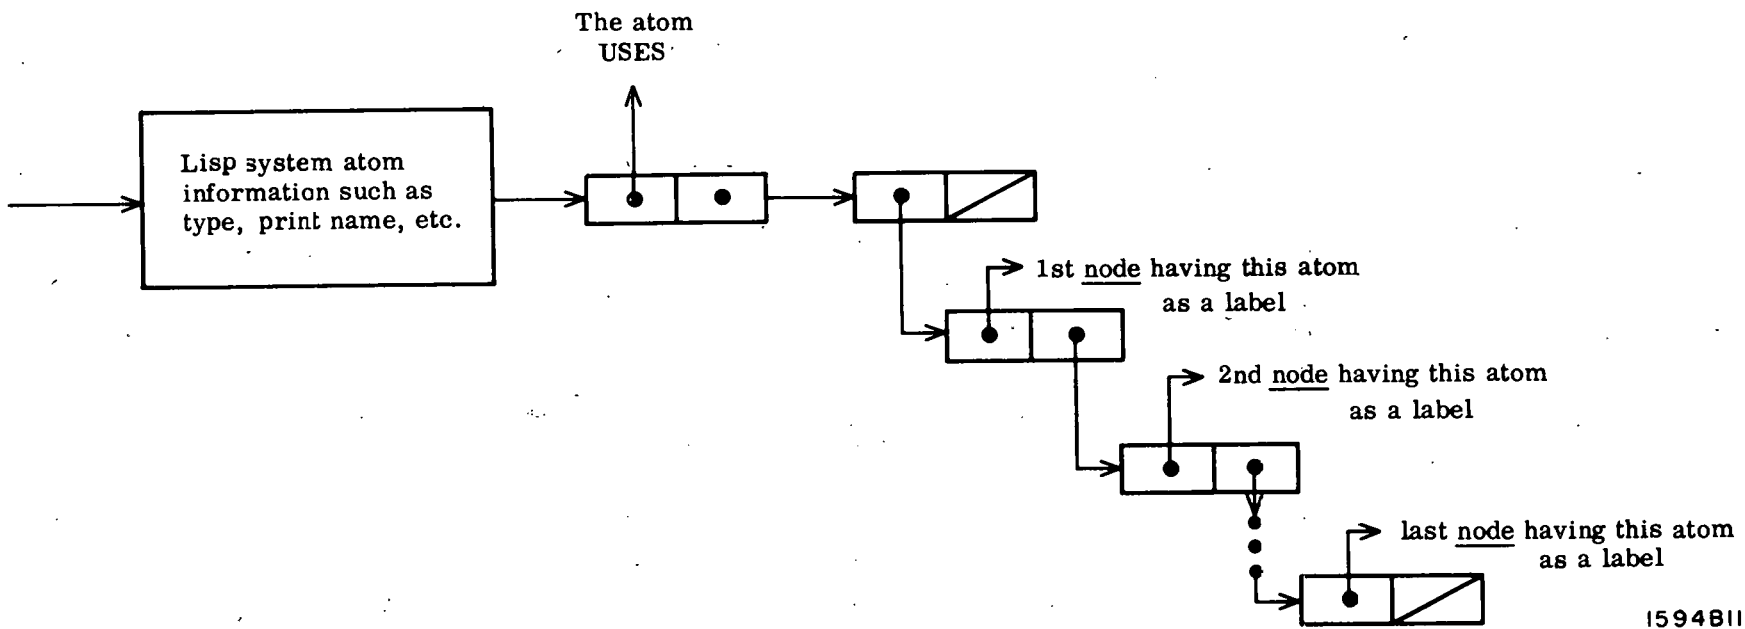 The atom
USES
Lisp system atom
information such as
type, print name, etc.
1st node having this atom
as a label
2nd node having this atom
as a label
last node having this atom
as a label
1594B11